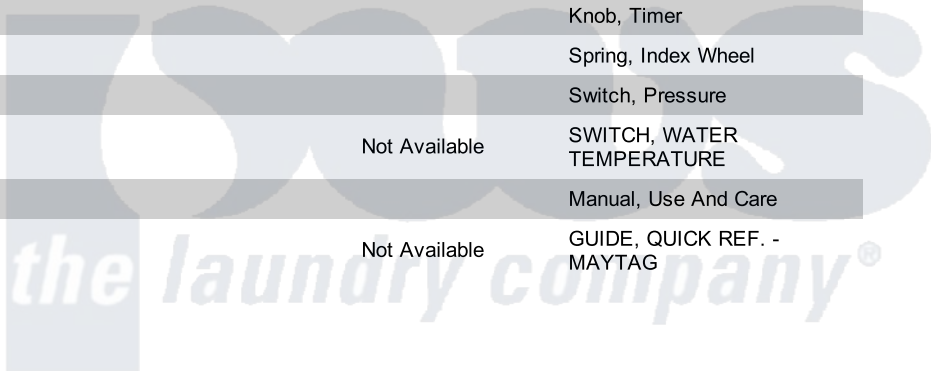 Knob, Timer
Spring, Index Wheel
Switch, Pressure
Not Available
SWITCH, WATER
TEMPERATURE
Manual, Use And Care
Not Available
GUIDE, QUICK REF. -
MAYTAG
the laundry company®